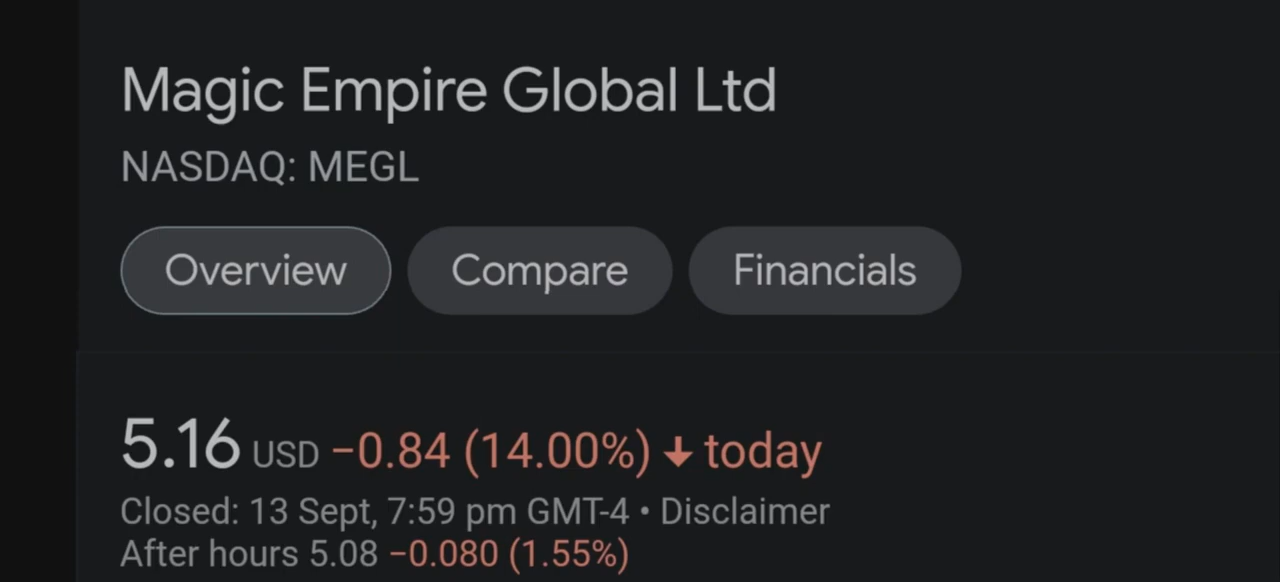 Magic Empire Global Ltd
NASDAQ: MEGL
Overview Compare Financials
5.16 USD −0.84 (14.00%) ↓ today
Closed: 13 Sept, 7:59 pm GMT-4 • Disclaimer
After hours 5.08 −0.080 (1.55%)